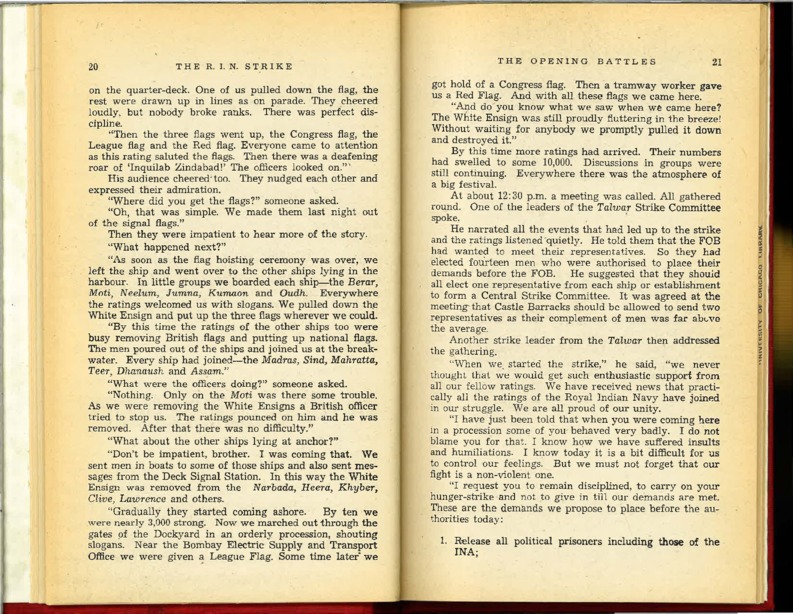 20 THE R. I. N. STRIKE
on the quarter-deck. One of us pulled down the flag, the
rest were drawn up in lines as on parade. They cheered
loudly, but nobody broke ranks. There was perfect dis-
cipline.
"Then the three flags went up, the Congress flag, the
League flag and the Red flag. Everyone came to attention
as this rating saluted the flags. Then there was a deafening
roar of 'Inquilab Zindabad!' The officers looked on."
His audience cheered too. They nudged each other and
expressed their admiration.
"Where did you get the flags?" someone asked.
"Oh, that was simple. We made them last night out
of the signal flags."
Then they were impatient to hear more of the story.
"What happened next?"
"As soon as the flag hoisting ceremony was over, we
left the ship and went over to the other ships lying in the
harbour. In little groups we boarded each ship—the Berar,
Moti, Neelum, Jumna, Kumaon and Oudh. Everywhere
the ratings welcomed us with slogans. We pulled down the
White Ensign and put up the three flags wherever we could.
"By this time the ratings of the other ships too were
busy removing British flags and putting up national flags.
The men poured out of the ships and joined us at the break-
water. Every ship had joined—the Madras, Sind, Mahratta,
Teer, Dhanaush and Assam."
"What were the officers doing?" someone asked.
"Nothing. Only on the Moti was there some trouble.
As we were removing the White Ensigns a British officer
tried to stop us. The ratings pounced on him and he was
removed. After that there was no difficulty."
"What about the other ships lying at anchor?"
"Don't be impatient, brother. I was coming that. We
sent men in boats to some of those ships and also sent mes-
sages from the Deck Signal Station. In this way the White
Ensign was removed from the Narbada, Heera, Khyber,
Clive, Lawrence and others.
"Gradually they started coming ashore. By ten we
were nearly 3,000 strong. Now we marched out through the
gates of the Dockyard in an orderly procession, shouting
slogans. Near the Bombay Electric Supply and Transport
Office we were given a League Flag. Some time later we
THE OPENING BATTLES 21
got hold of a Congress flag. Then a tramway worker gave
us a Red Flag. And with all these flags we came here.
"And do you know what we saw when we came here?
The White Ensign was still proudly fluttering in the breeze!
Without waiting for anybody we promptly pulled it down
and destroyed it."
By this time more ratings had arrived. Their numbers
had swelled to some 10,000. Discussions in groups were
still continuing. Everywhere there was the atmosphere of
a big festival.
At about 12:30 p.m. a meeting was called. All gathered
round. One of the leaders of the Talwar Strike Committee
spoke.
He narrated all the events that had led up to the strike
and the ratings listened quietly. He told them that the FOB
had wanted to meet their representatives. So they had
elected fourteen men who were authorised to place their
demands before the FOB. He suggested that they should
all elect one representative from each ship or establishment
to form a Central Strike Committee. It was agreed at the
meeting that Castle Barracks should be allowed to send two
representatives as their complement of men was far above
the average.
Another strike leader from the Talwar then addressed
the gathering.
"When we started the strike," he said, "we never
thought that we would get such enthusiastic support from
all our fellow ratings. We have received news that practi-
cally all the ratings of the Royal Indian Navy have joined
in our struggle. We are all proud of our unity.
"I have just been told that when you were coming here
in a procession some of you behaved very badly. I do not
blame you for that. I know how we have suffered insults
and humiliations. I know today it is a bit difficult for us
to control our feelings. But we must not forget that our
fight is a non-violent one.
"I request you to remain disciplined, to carry on your
hunger-strike and not to give in till our demands are met.
These are the demands we propose to place before the au-
thorities today:
1. Release all political prisoners including those of the
INA;
UNIVERSITY OF CHICAGO LIBRARY